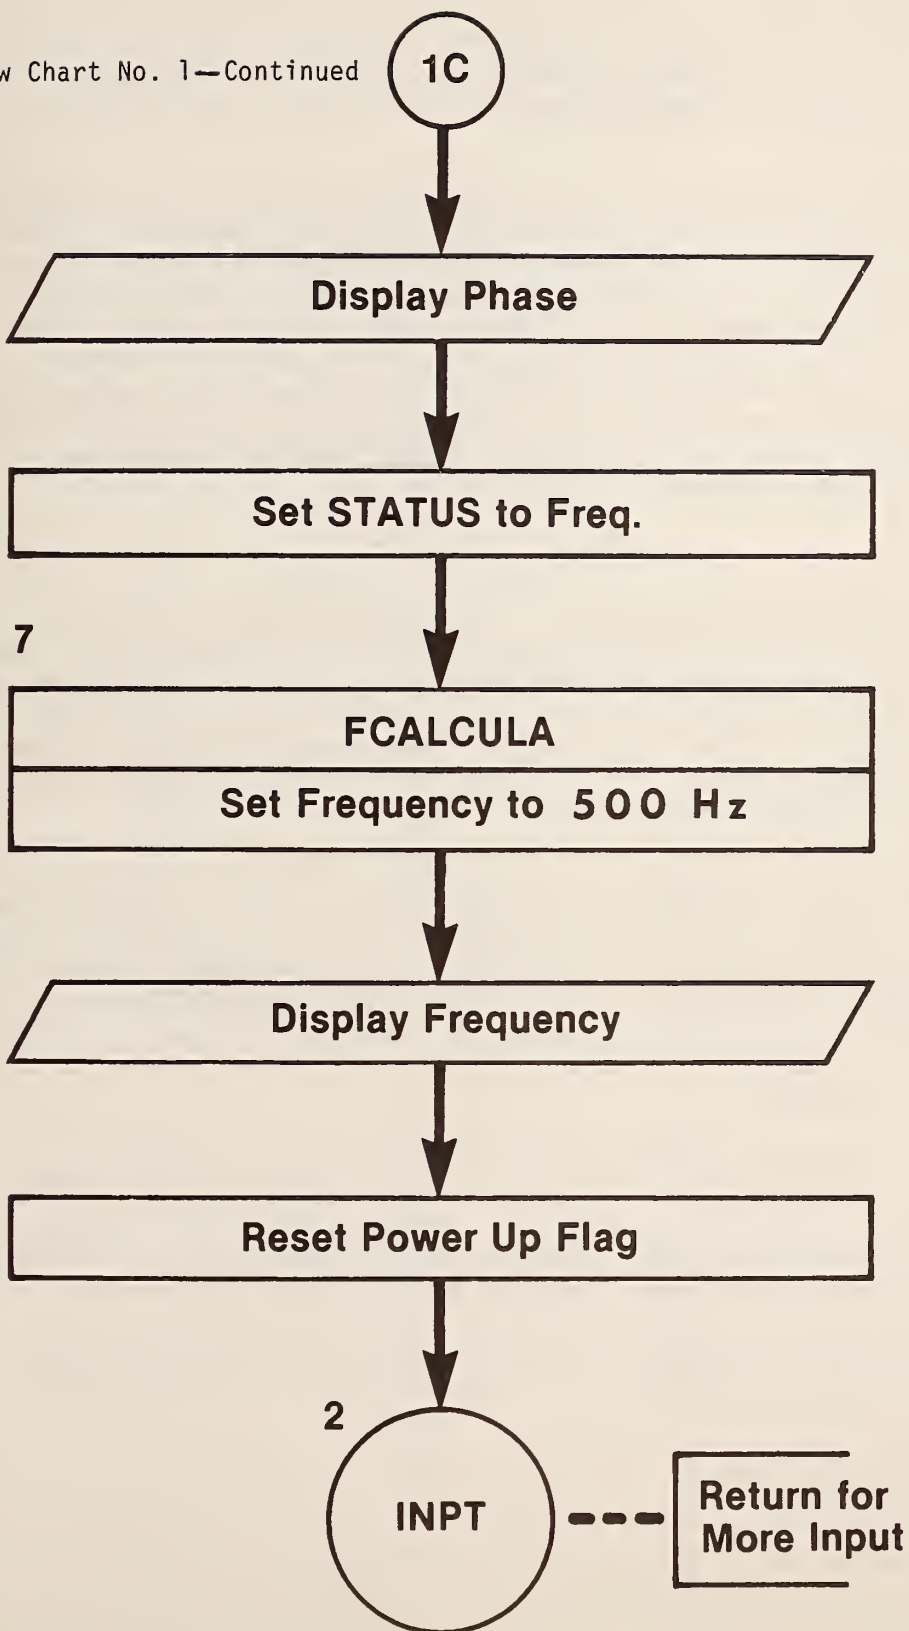 w Chart No. 1—Continued
1C
Display Phase
Set STATUS to Freq.
7
FCALCULA
Set Frequency to 500 Hz
Display Frequency
Reset Power Up Flag
2
INPT
Return for
More Input